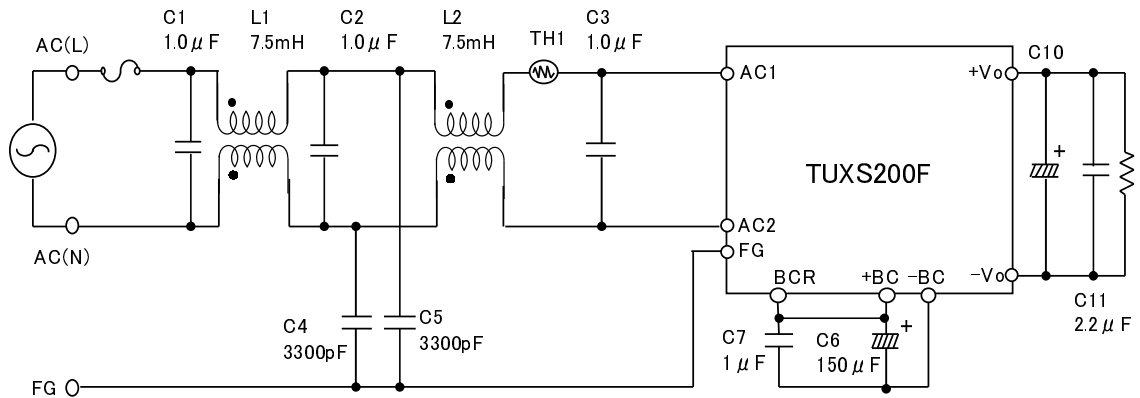 C1
1.0μF
L1
7.5mH
C2
1.0μF
L2
7.5mH
TH1
C3
1.0μF
AC(L)
AC(N)
AC1
AC2
FG
TUXS200F
+Vo
-Vo
BCR
+BC
-BC
C10
+
C11
2.2μF
C4
3300pF
C5
3300pF
C7
1μF
C6
150μF
+
FG